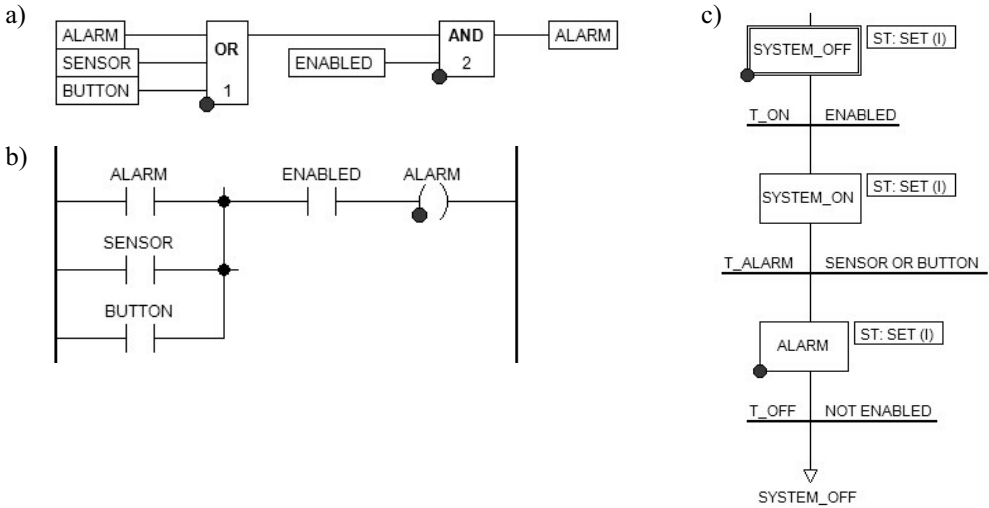 a)
ALARM
SENSOR
BUTTON
OR
1
ENABLED
AND
2
ALARM
b)
ALARM
ENABLED
ALARM
SENSOR
BUTTON
c)
SYSTEM_OFF
ST: SET (I)
T_ON ENABLED
SYSTEM_ON
ST: SET (I)
T_ALARM SENSOR OR BUTTON
ALARM
ST: SET (I)
T_OFF NOT ENABLED
SYSTEM_OFF